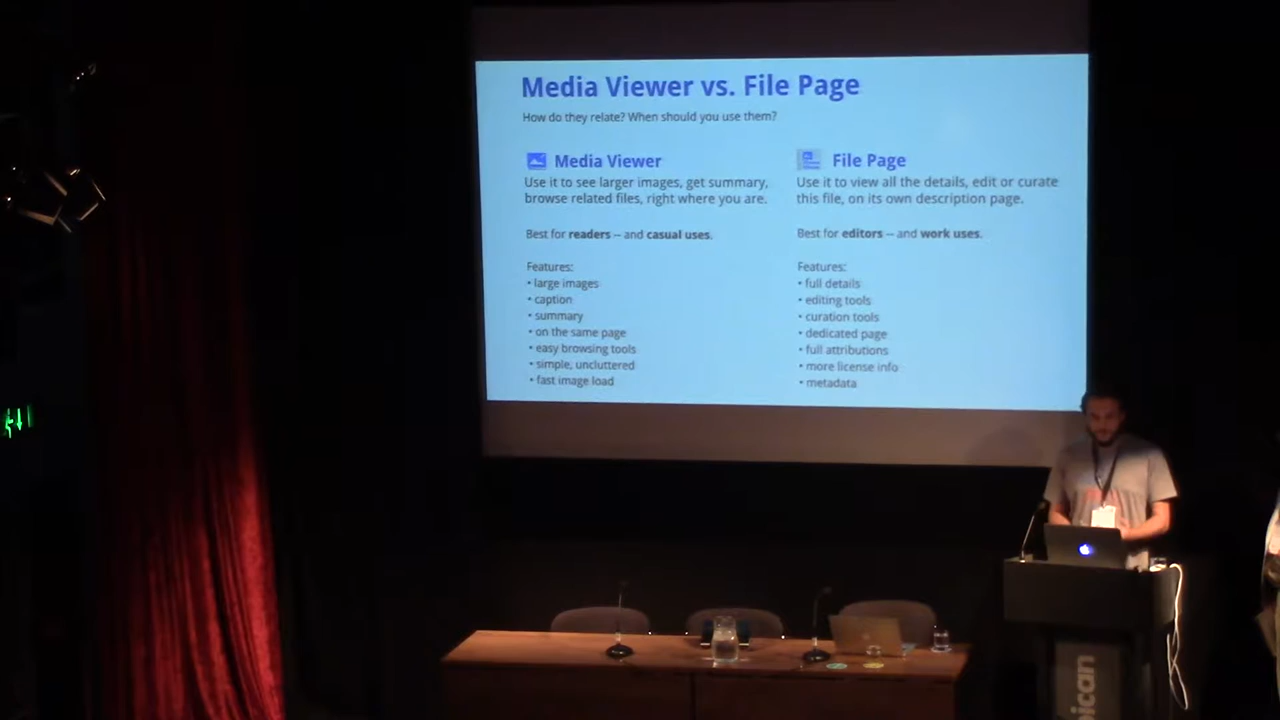 Media Viewer vs. File Page
How do they relate? When should you use them?
Media Viewer
Use it to see larger images, get summary,
browse related files, right where you are.
Best for readers -- and casual uses.
Features:
• large images
• caption
• summary
• on the same page
• easy browsing tools
• simple, uncluttered
• fast image load
File Page
Use it to view all the details, edit or curate
this file, on its own description page.
Best for editors -- and work uses.
Features:
• full details
• editing tools
• curation tools
• dedicated page
• full attributions
• more license info
• metadata
bican